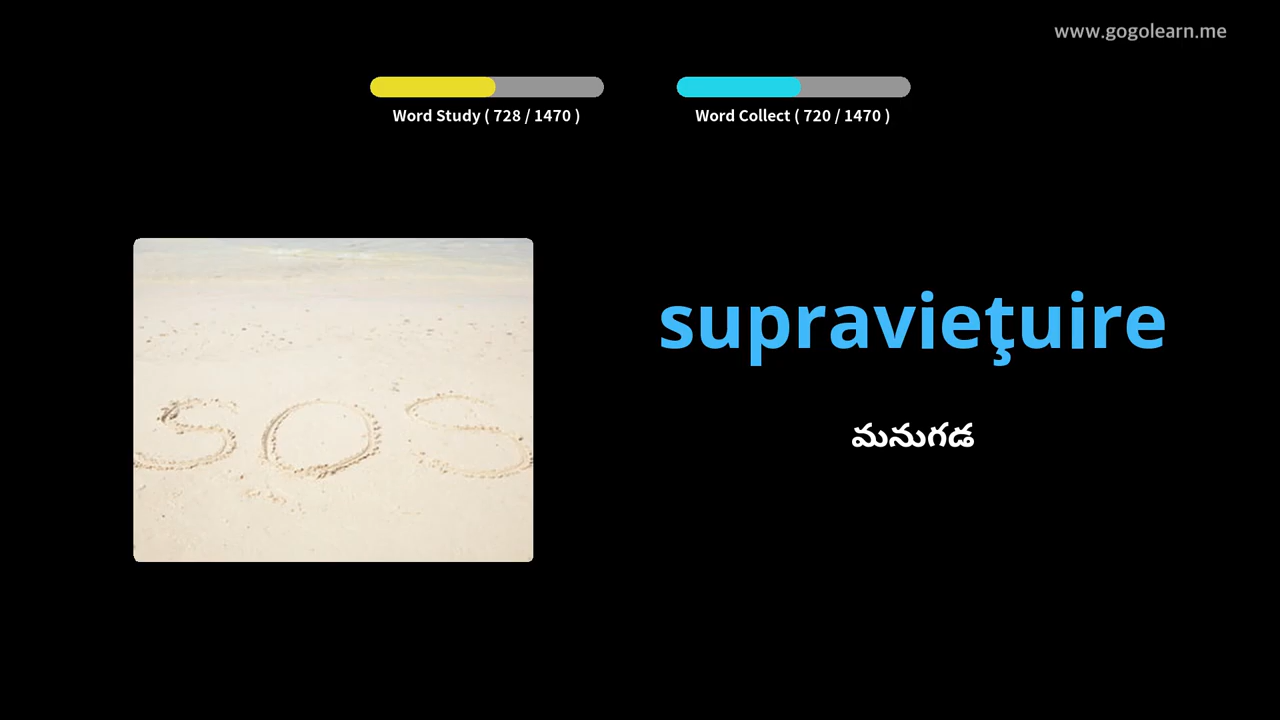 www.gogolearn.me
Word Study ( 728 / 1470 )
Word Collect ( 720 / 1470 )
SOS
supravieţuire
మనుగడ